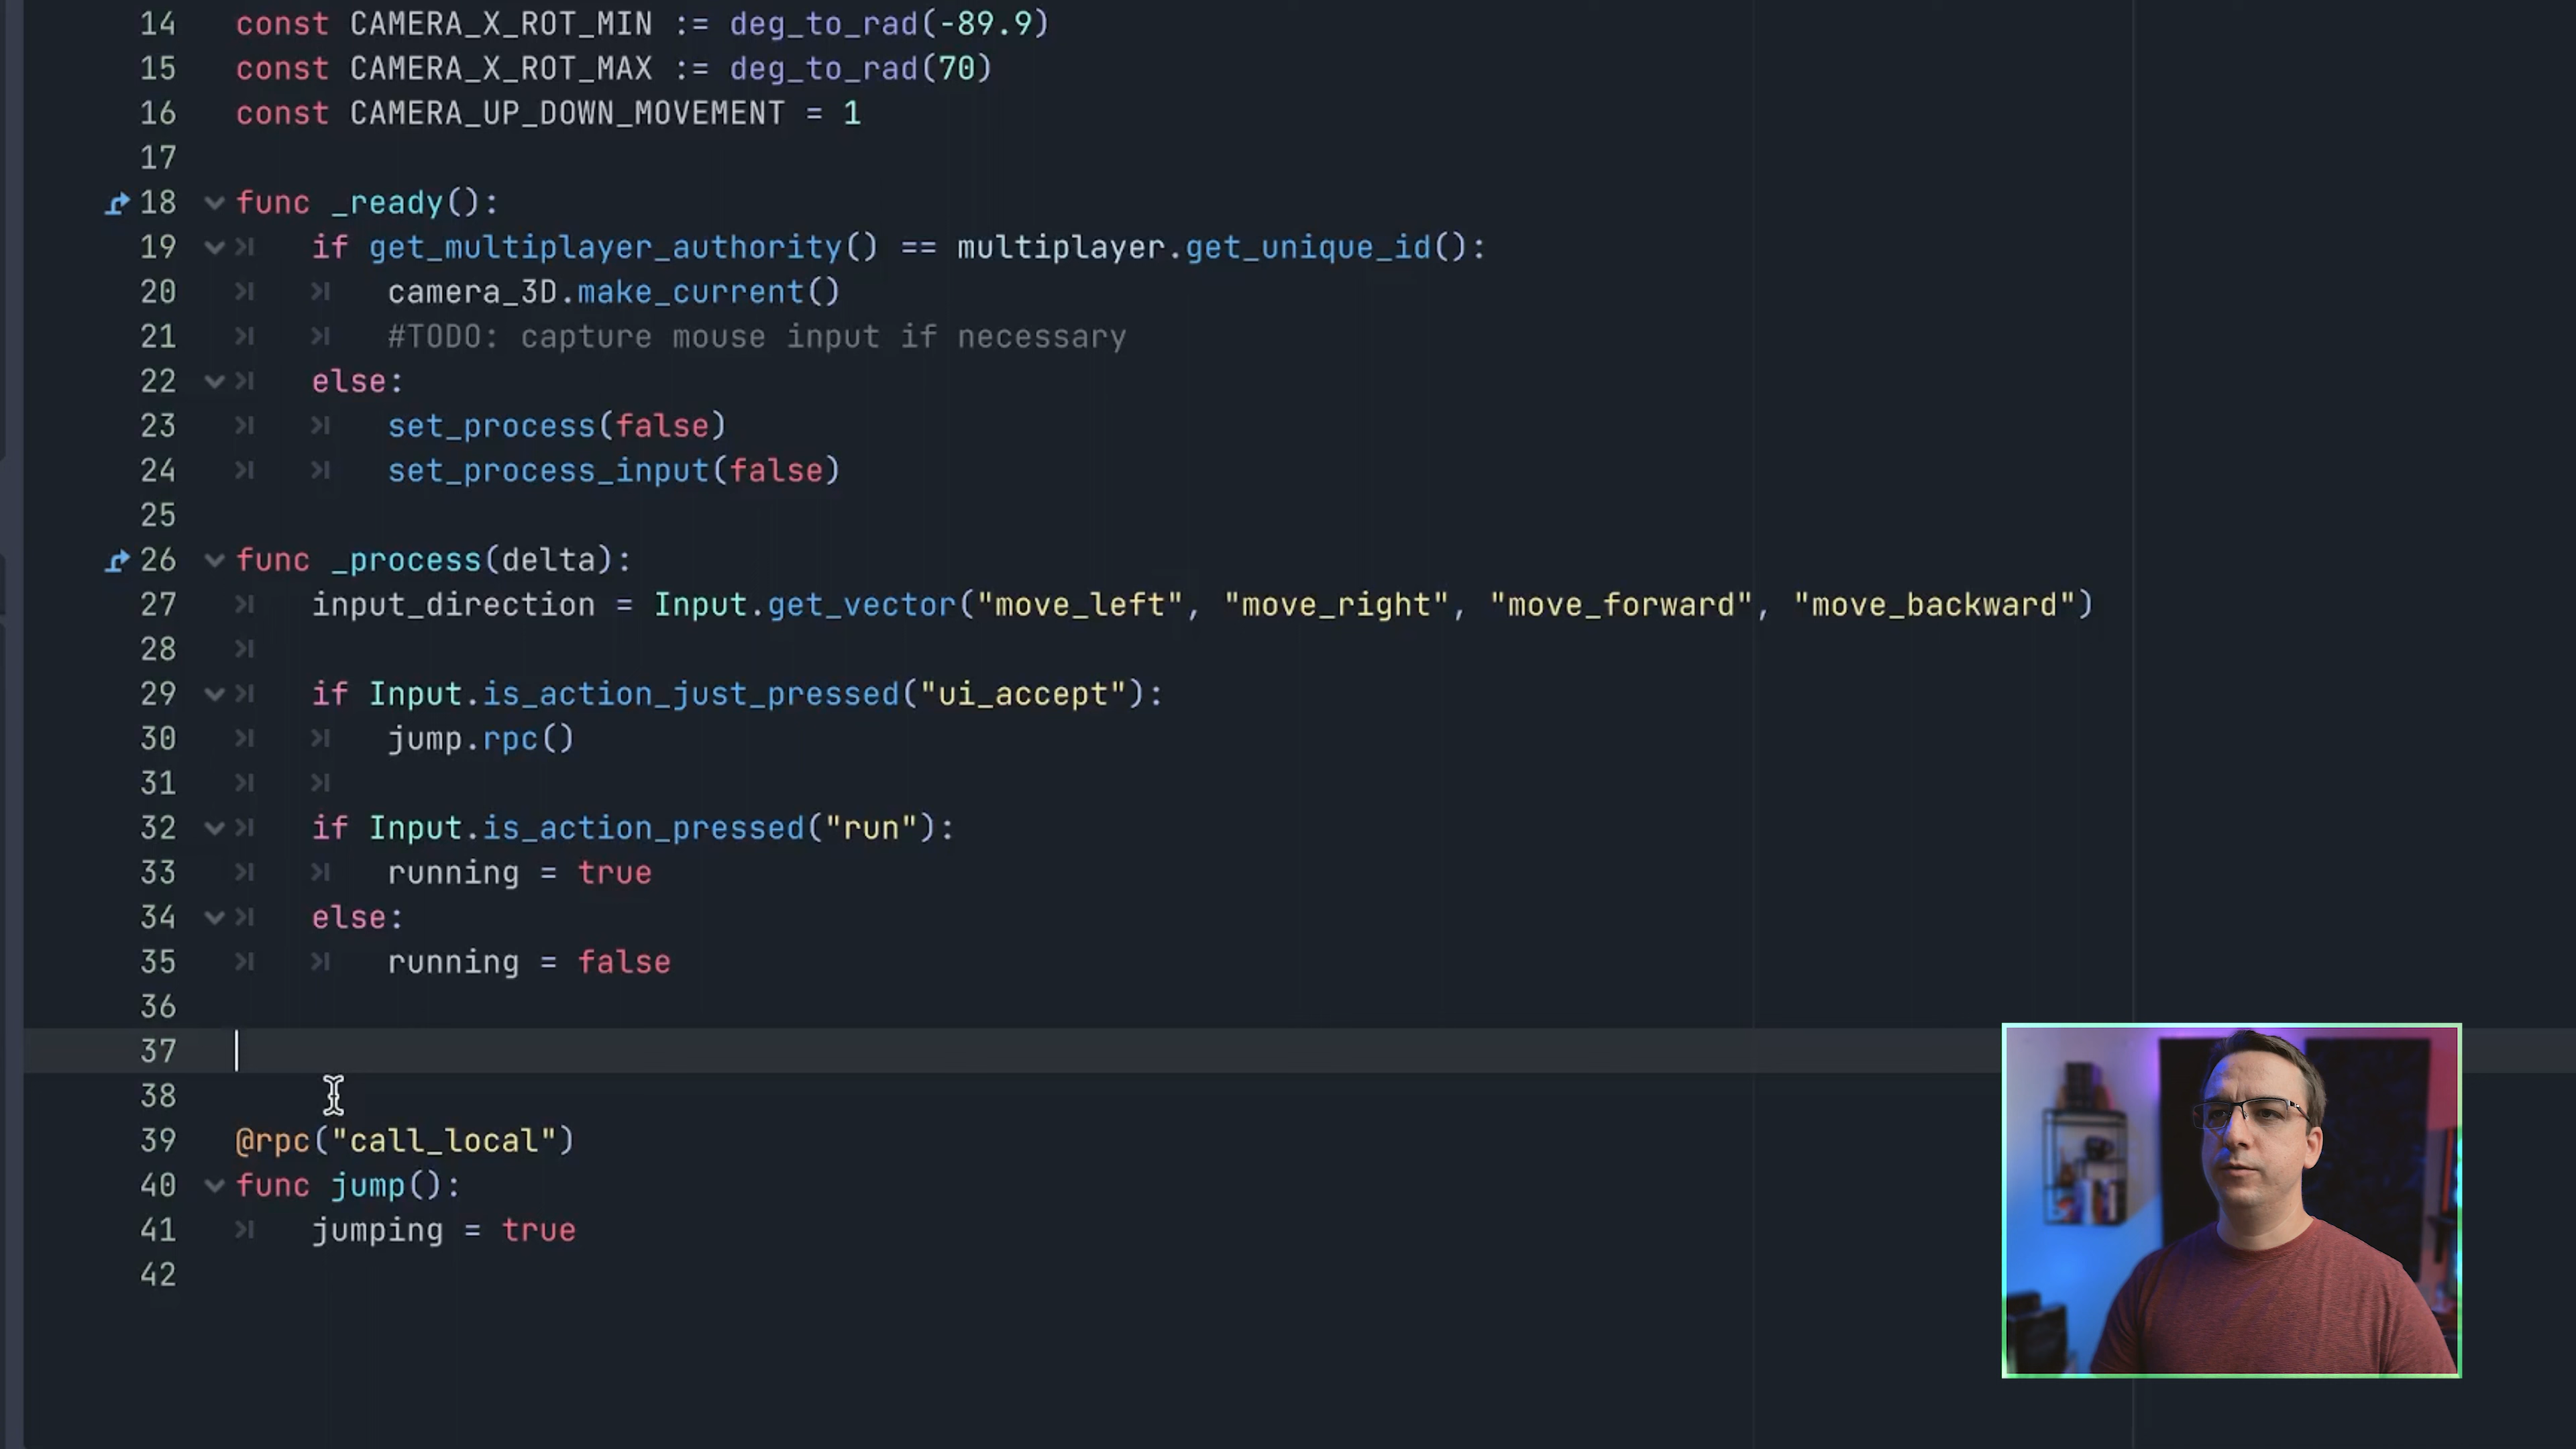 14 const CAMERA_X_ROT_MIN := deg_to_rad(-89.9)
15 const CAMERA_X_ROT_MAX := deg_to_rad(70)
16 const CAMERA_UP_DOWN_MOVEMENT = 1
17
18 func _ready():
19 if get_multiplayer_authority() == multiplayer.get_unique_id():
20 camera_3D.make_current()
21 #TODO: capture mouse input if necessary
22 else:
23 set_process(false)
24 set_process_input(false)
25
26 func _process(delta):
27 input_direction = Input.get_vector("move_left", "move_right", "move_forward", "move_backward")
28
29 if Input.is_action_just_pressed("ui_accept"):
30 jump.rpc()
31
32 if Input.is_action_pressed("run"):
33 running = true
34 else:
35 running = false
36
37
38
39 @rpc("call_local")
40 func jump():
41 jumping = true
42